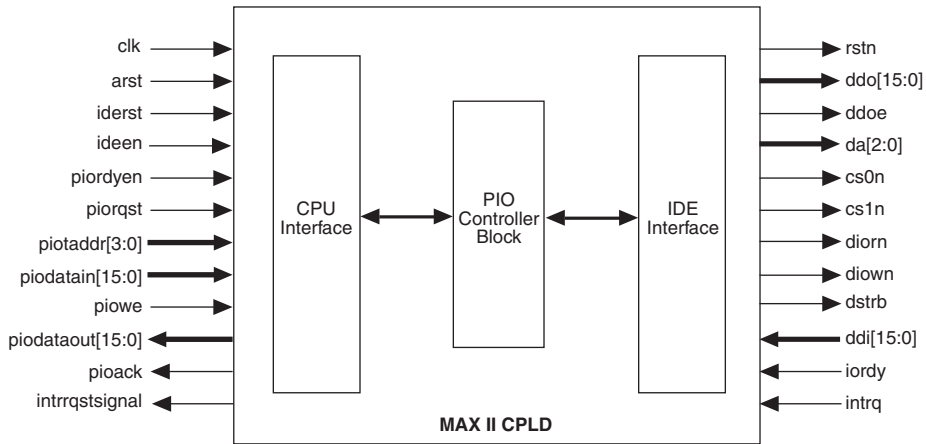 clk
arst
iderst
ideen
piordyen
piorqst
piotaddr[3:0]
piodatain[15:0]
piowe
piodataout[15:0]
pioack
intrrqstsignal
CPU
Interface
PIO
Controller
Block
IDE
Interface
MAX II CPLD
rstn
ddo[15:0]
ddoe
da[2:0]
cs0n
cs1n
diorn
diown
dstrb
ddi[15:0]
iordy
intrq